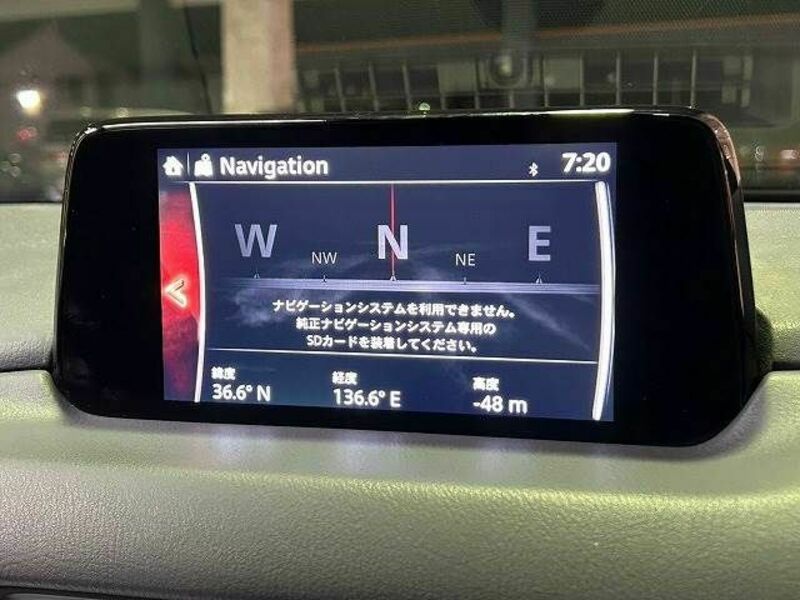 Navigation 7:20
W NW N NE E
ナビゲーションシステムを利用できません。
純正ナビゲーションシステム専用の
SDカードを装着してください。
緯度 経度 高度
36.6° N 136.6° E -48 m